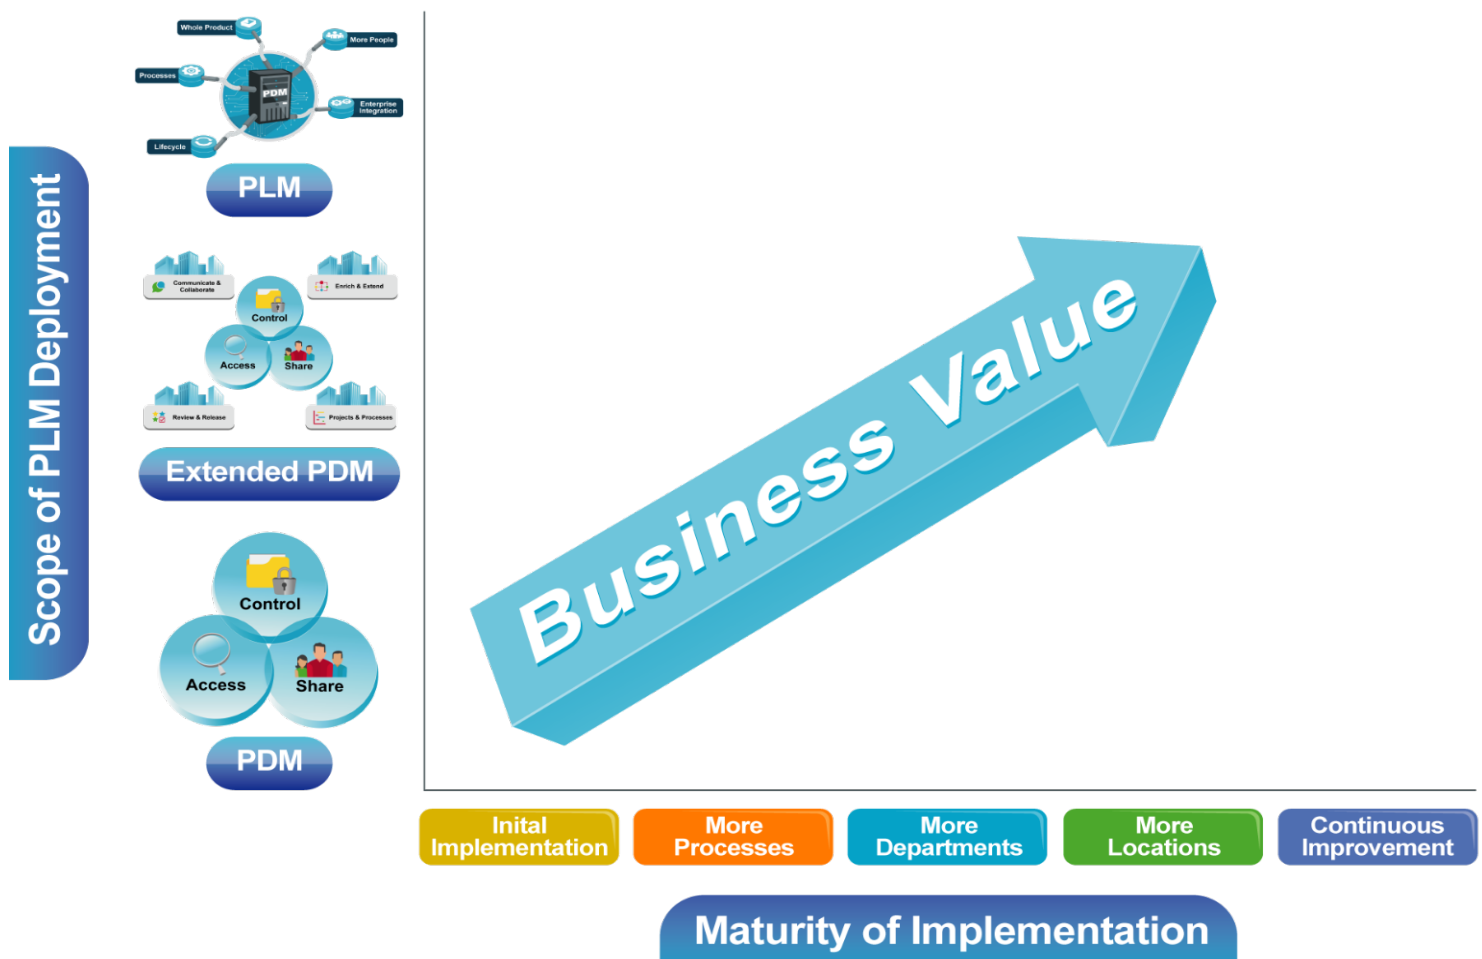 Whole Product
More People
Processes
PDM
Enterprise
Integration
Lifecycle
PLM
Scope of PLM Deployment
Communicate &
Collaborate
Enrich & Extend
Control
Access
Share
Review & Release
Projects & Processes
Extended PDM
Control
Access
Share
PDM
Business Value
Inital
Implementation
More
Processes
More
Departments
More
Locations
Continuous
Improvement
Maturity of Implementation